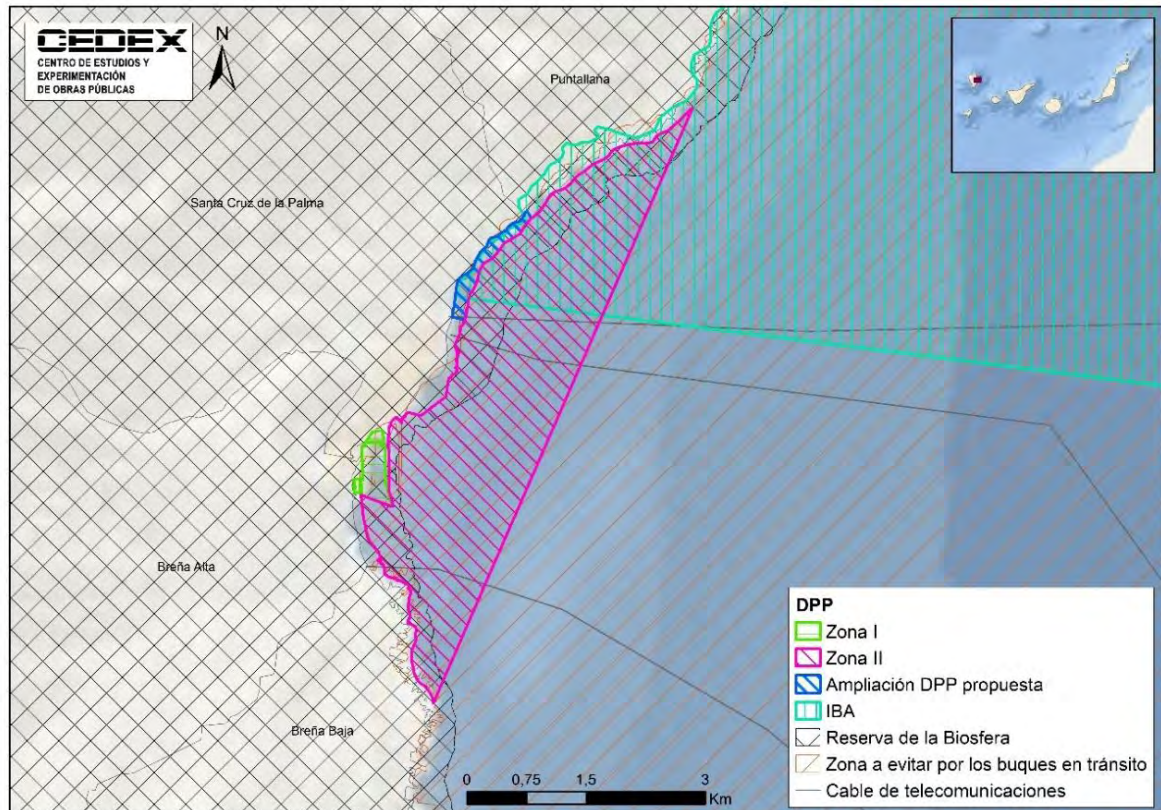 CEDEX
CENTRO DE ESTUDIOS Y
EXPERIMENTACIÓN
DE OBRAS PÚBLICAS
N
Puntallana
Santa Cruz de la Palma
Breña Alta
Breña Baja
DPP
Zona I
Zona II
Ampliación DPP propuesta
IBA
Reserva de la Biosfera
Zona a evitar por los buques en tránsito
Cable de telecomunicaciones
0 0,75 1,5 3
Km